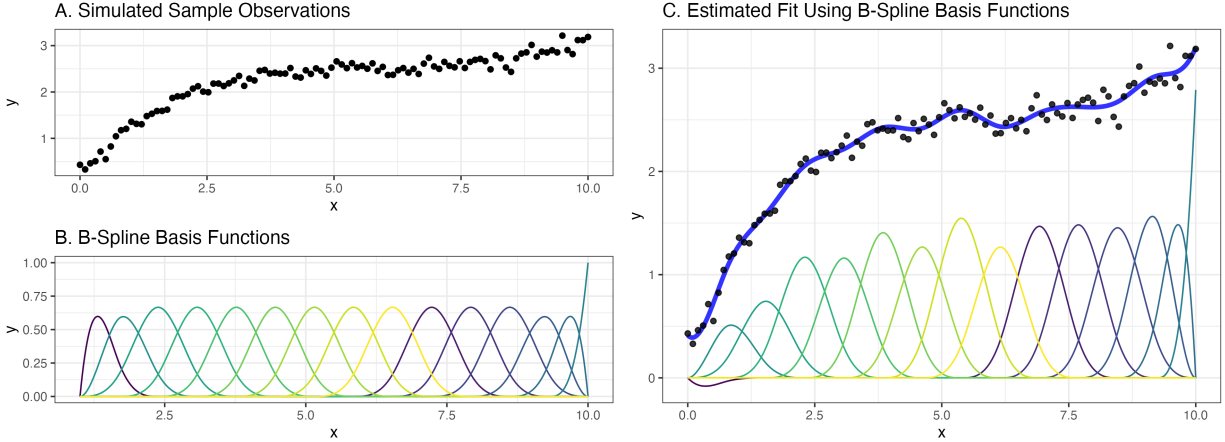 A. Simulated Sample Observations
3
2
1
y
0.0 2.5 5.0 7.5 10.0
x
B. B-Spline Basis Functions
1.00
0.75
0.50
0.25
0.00
y
2.5 5.0 7.5 10.0
x
C. Estimated Fit Using B-Spline Basis Functions
3
2
1
0
y
0.0 2.5 5.0 7.5 10.0
x